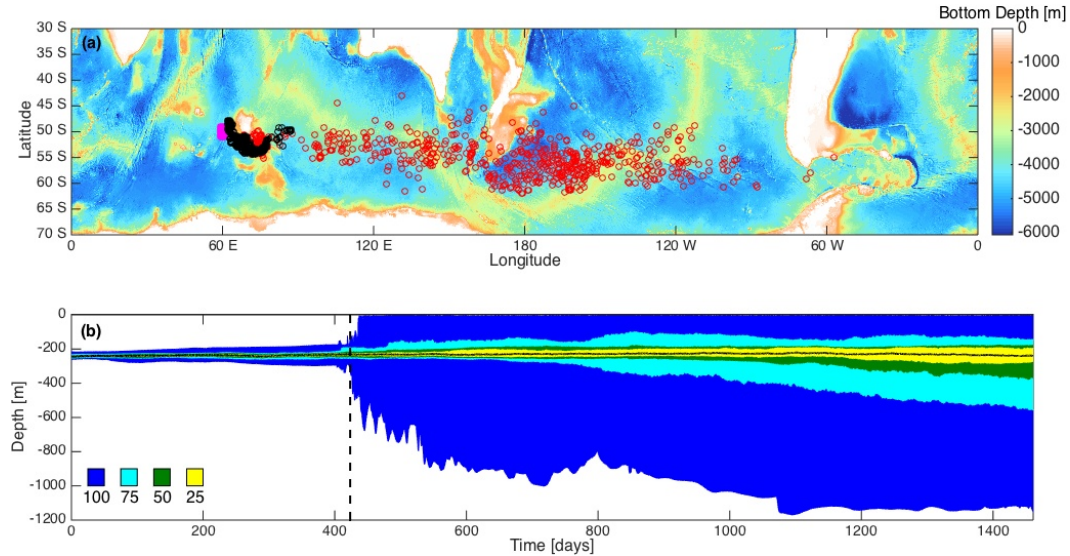 Bottom Depth [m]
(a)
30 S
35 S
40 S
45 S
50 S
55 S
60 S
65 S
70 S
Latitude
0
60 E
120 E
180
120 W
60 W
0
Longitude
0
-1000
-2000
-3000
-4000
-5000
-6000
(b)
0
-200
-400
-600
-800
-1000
-1200
Depth [m]
100 75 50 25
0 200 400 600 800 1000 1200 1400
Time [days]